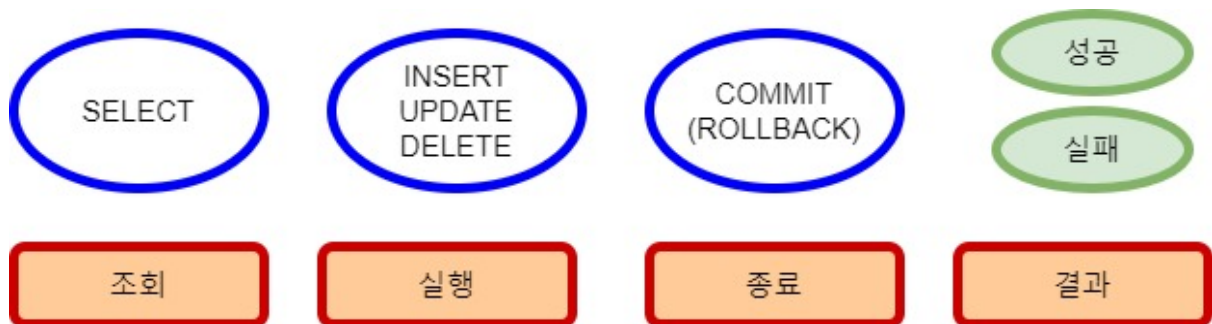 SELECT
INSERT
UPDATE
DELETE
COMMIT
(ROLLBACK)
성공
실패
조회
실행
종료
결과